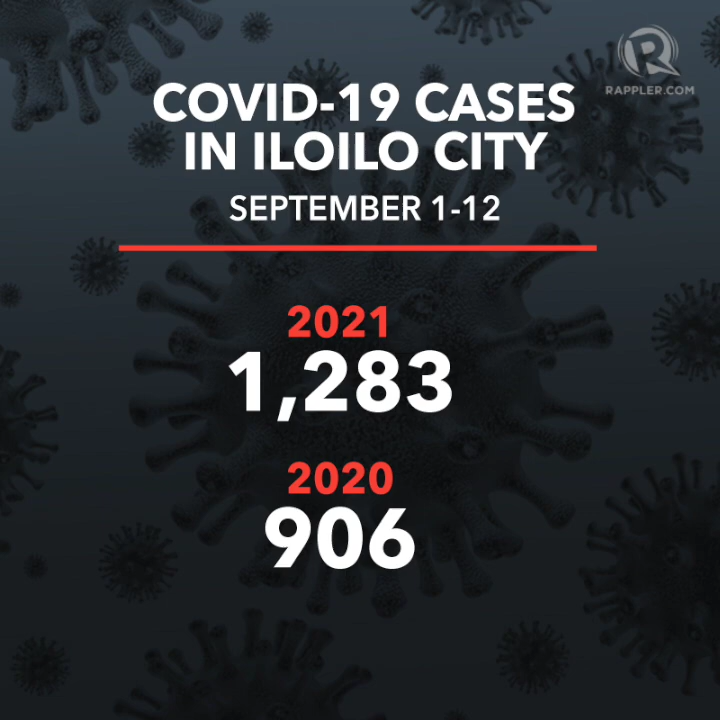 RAPPLER.COM
COVID-19 CASES
IN ILOILO CITY
SEPTEMBER 1-12
2021
1,283
2020
906